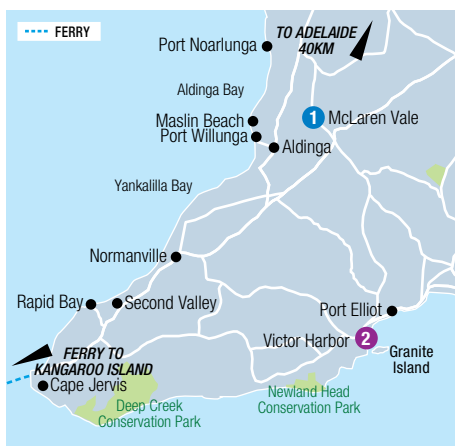 FERRY
TO ADELAIDE
40KM
Port Noarlunga
Aldinga Bay
Maslin Beach
1 McLaren Vale
Port Willunga
Aldinga
Yankalilla Bay
Normanville
Rapid Bay
Second Valley
Port Elliot
Victor Harbor 2
Granite
Island
FERRY TO
KANGAROO ISLAND
Cape Jervis
Deep Creek
Conservation Park
Newland Head
Conservation Park